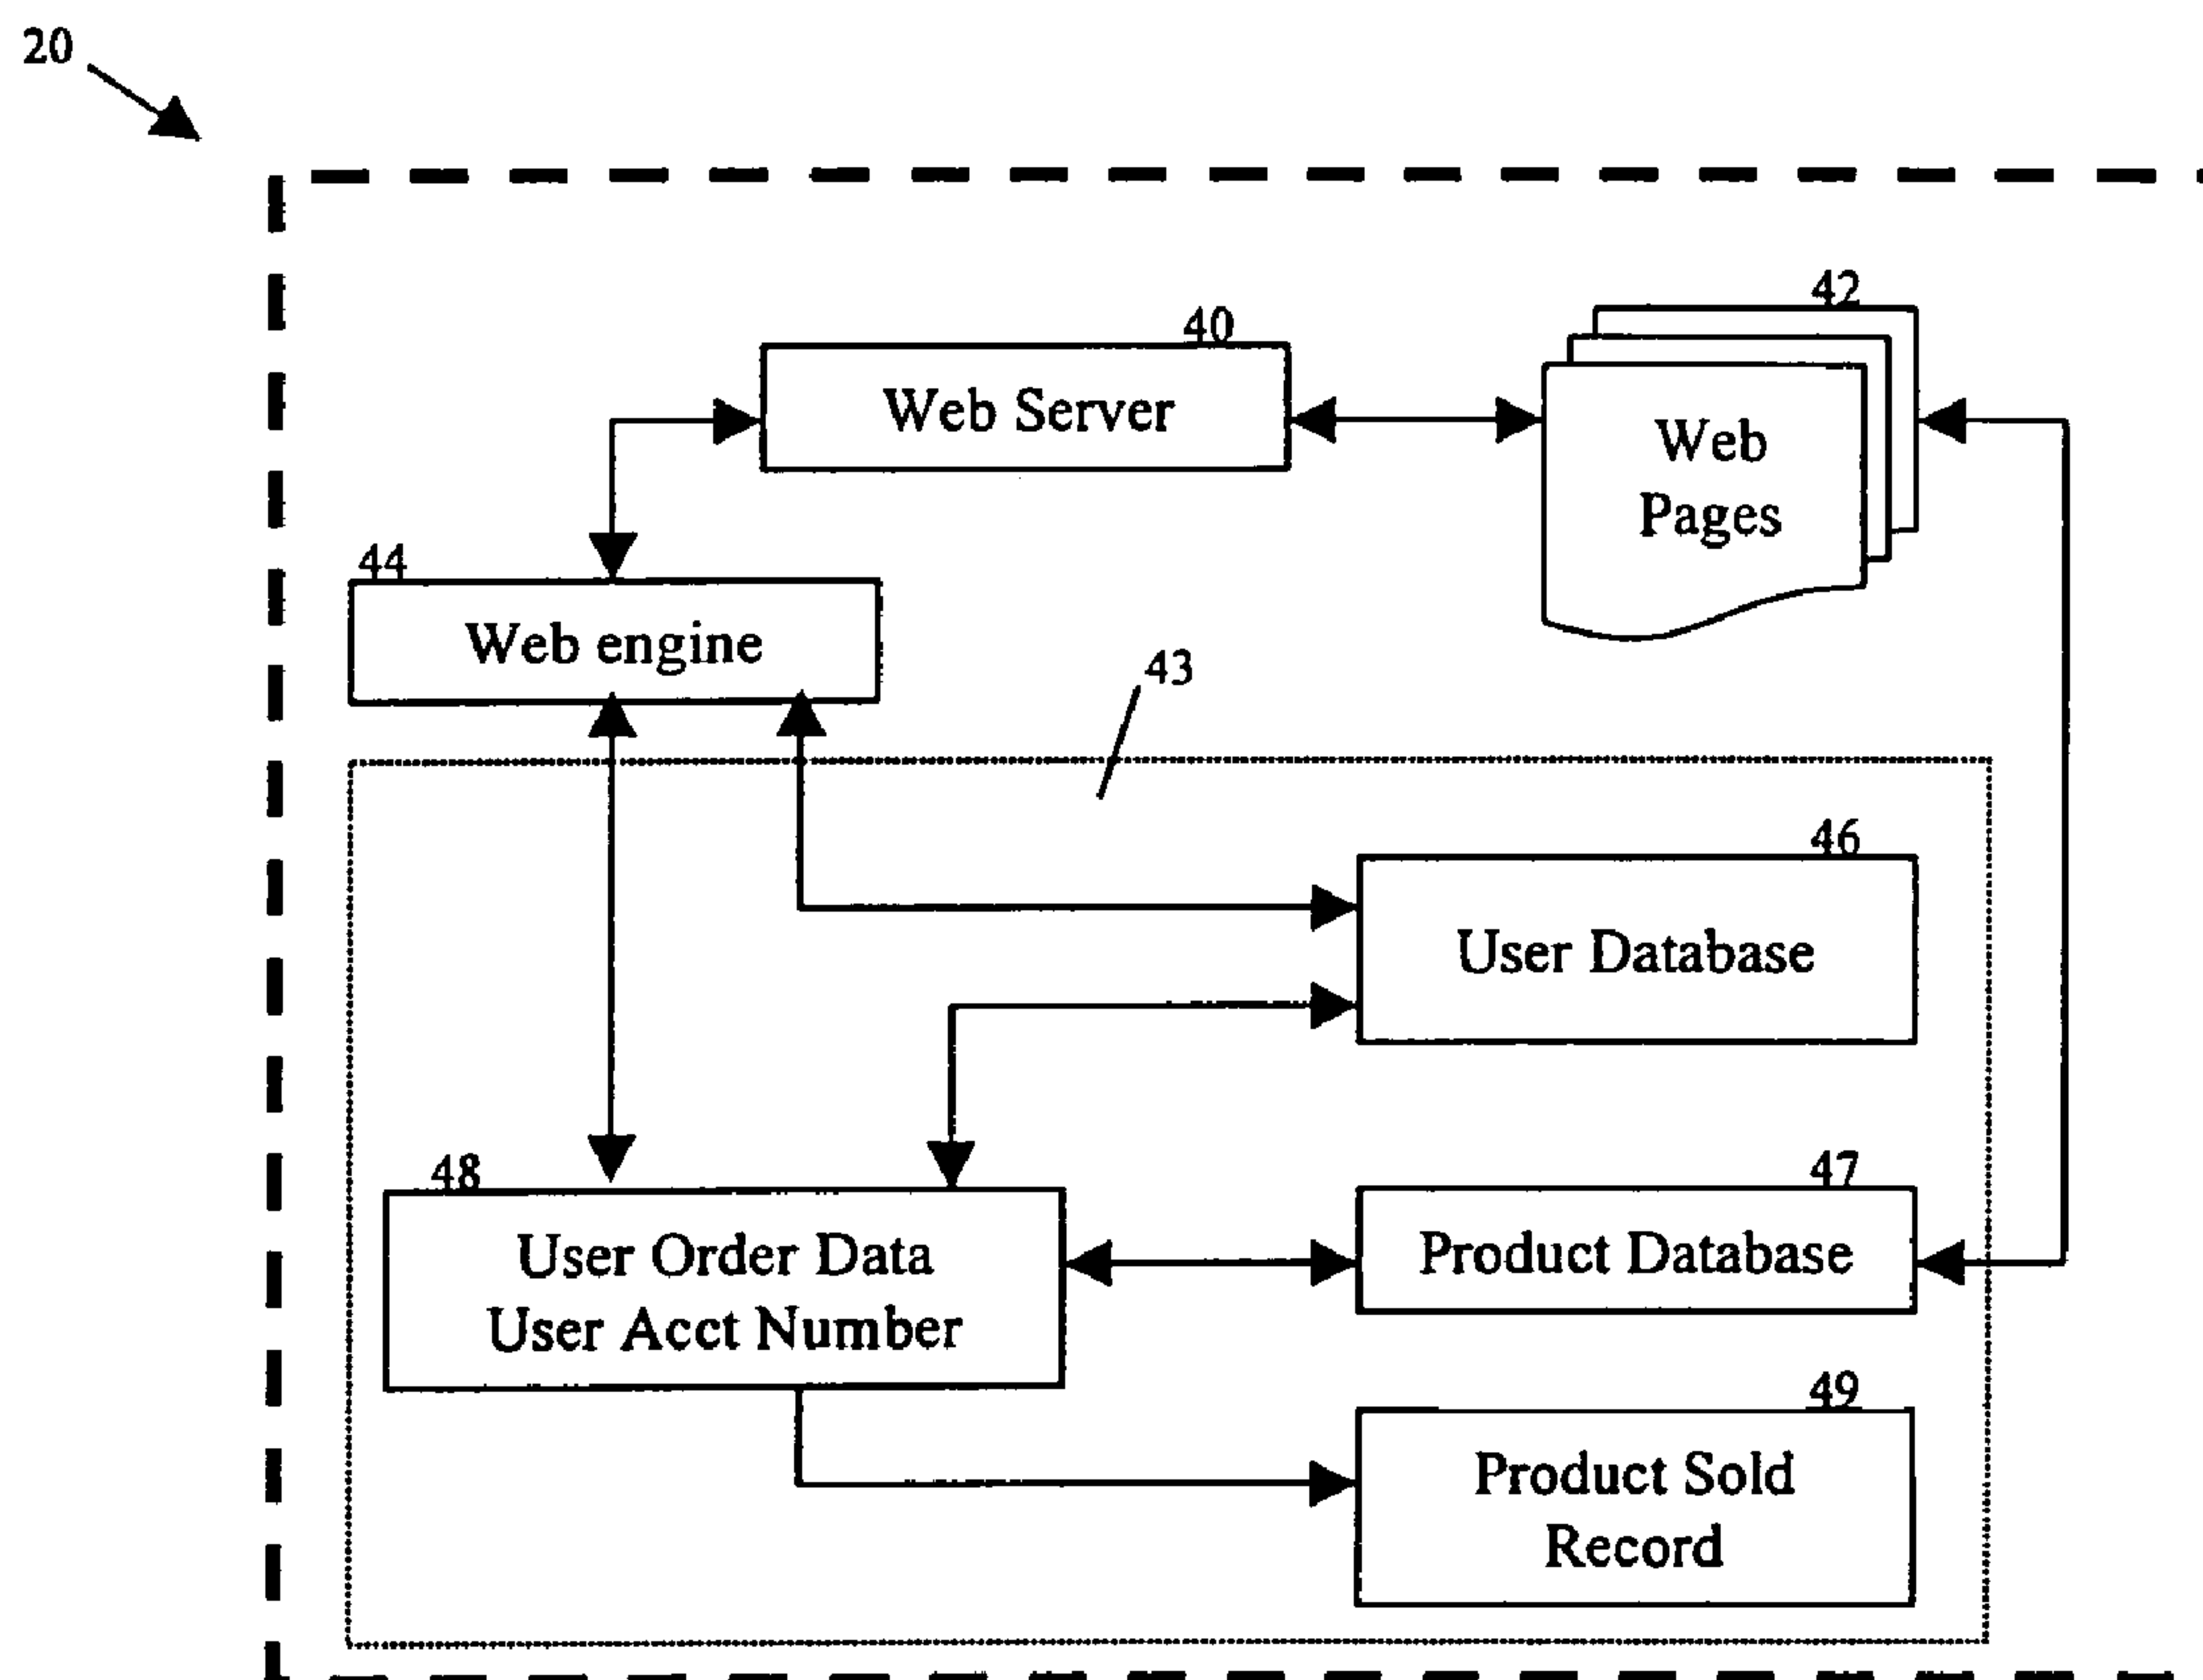 20
42
40
Web Server
Web
Pages
44
Web engine
43
46
User Database
48
47
User Order Data
User Acct Number
Product Database
49
Product Sold
Record